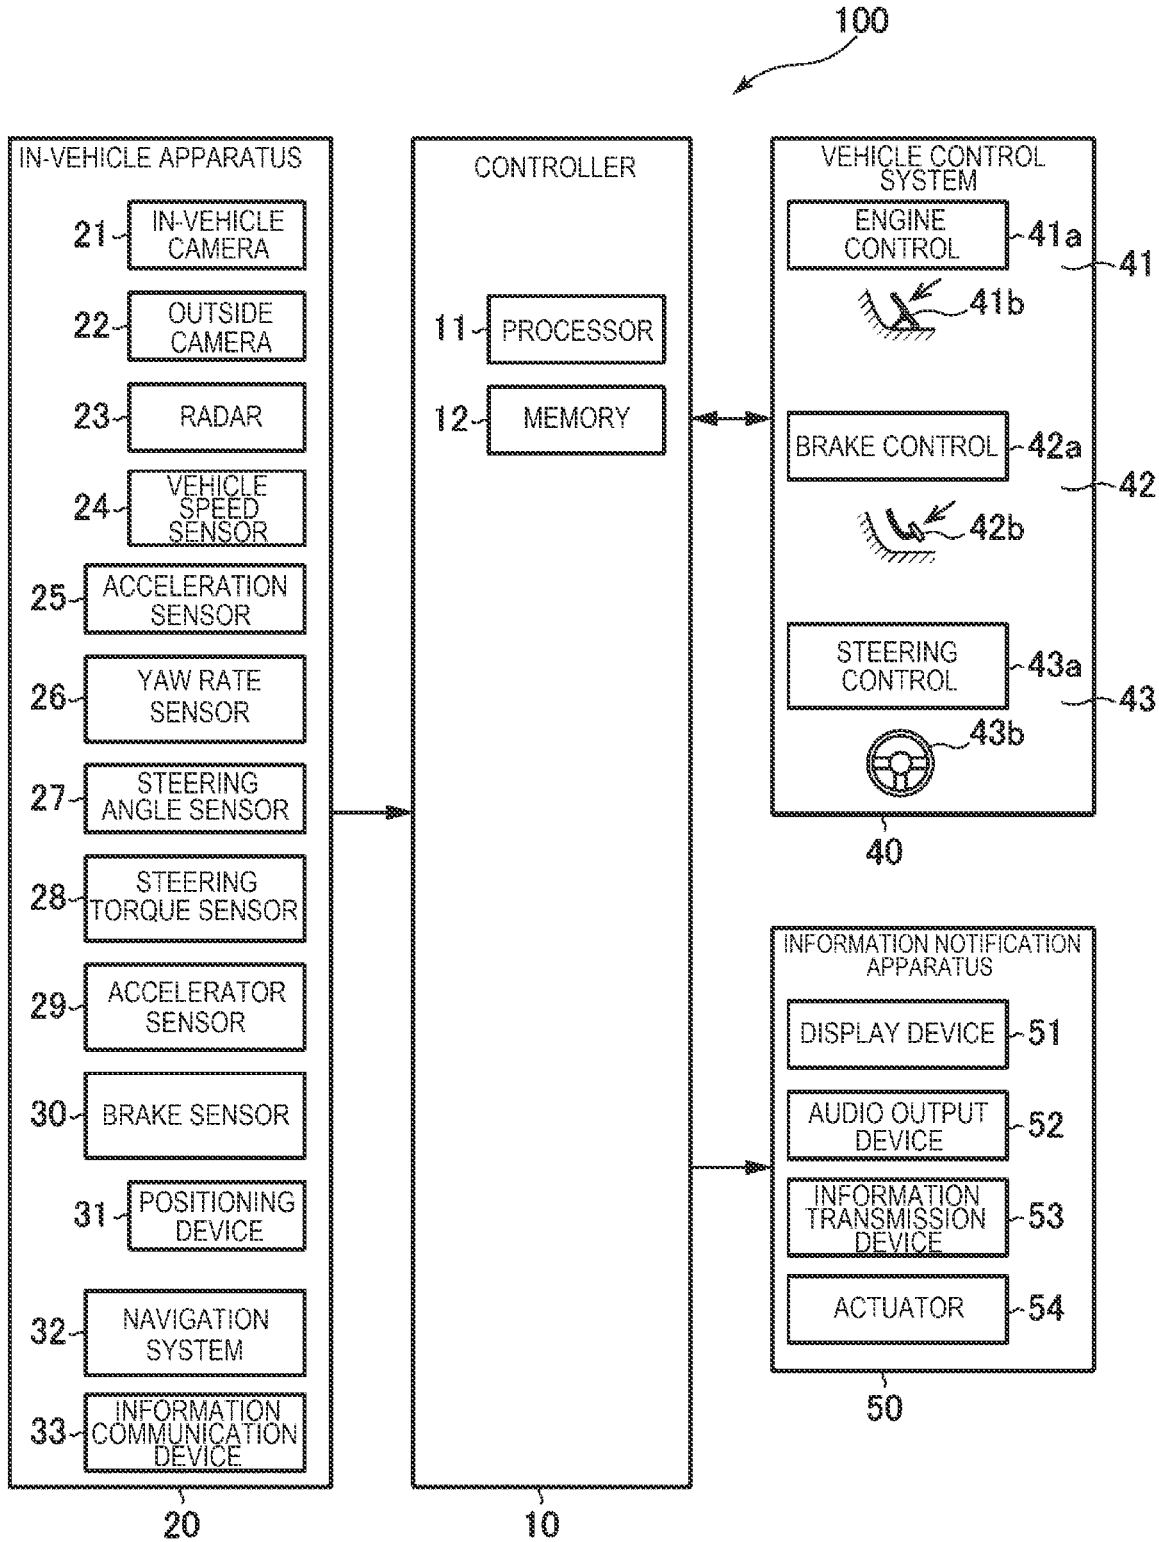 100
IN-VEHICLE APPARATUS
21
IN-VEHICLE
CAMERA
22
OUTSIDE
CAMERA
23
RADAR
24
VEHICLE
SPEED
SENSOR
25
ACCELERATION
SENSOR
26
YAW RATE
SENSOR
27
STEERING
ANGLE SENSOR
28
STEERING
TORQUE SENSOR
29
ACCELERATOR
SENSOR
30
BRAKE SENSOR
31
POSITIONING
DEVICE
32
NAVIGATION
SYSTEM
33
INFORMATION
COMMUNICATION
DEVICE
20
CONTROLLER
11
PROCESSOR
12
MEMORY
10
VEHICLE CONTROL
SYSTEM
ENGINE
CONTROL
41a
41
41b
BRAKE CONTROL
42a
42
42b
STEERING
CONTROL
43a
43
43b
40
INFORMATION NOTIFICATION
APPARATUS
DISPLAY DEVICE
51
AUDIO OUTPUT
DEVICE
52
INFORMATION
TRANSMISSION
DEVICE
53
ACTUATOR
54
50